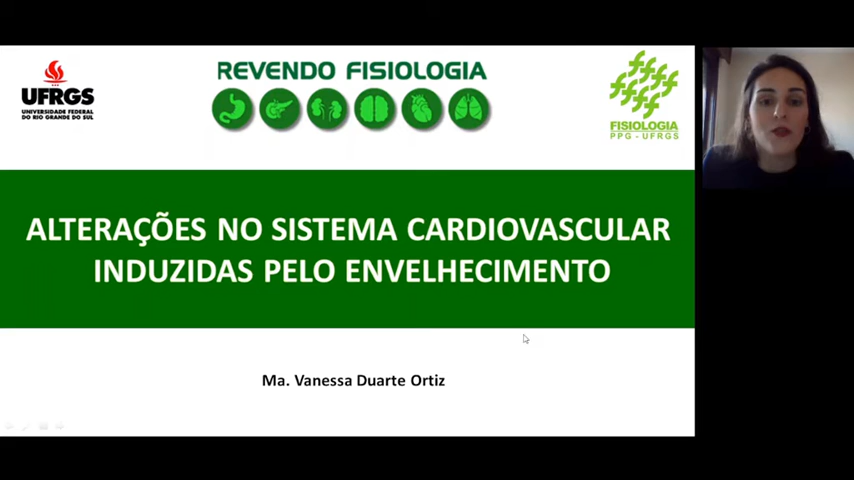 UFRGS
UNIVERSIDADE FEDERAL
DO RIO GRANDE DO SUL
REVENDO FISIOLOGIA
FISIOLOGIA
PPG - UFRGS
ALTERAÇÕES NO SISTEMA CARDIOVASCULAR
INDUZIDAS PELO ENVELHECIMENTO
Ma. Vanessa Duarte Ortiz